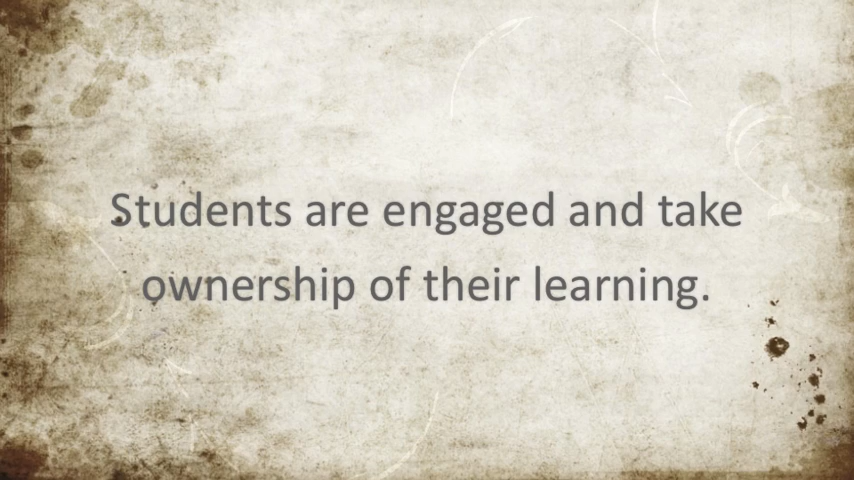 Students are engaged and take
ownership of their learning.